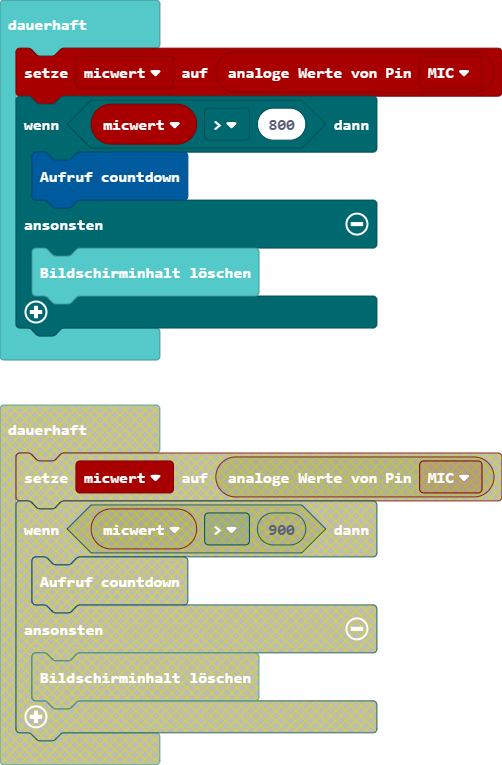 dauerhaft
setze micwert auf analoge Werte von Pin MIC
wenn micwert > 800 dann
Aufruf countdown
ansonsten
Bildschirminhalt löschen
dauerhaft
setze micwert auf analoge Werte von Pin MIC
wenn micwert > 900 dann
Aufruf countdown
ansonsten
Bildschirminhalt löschen